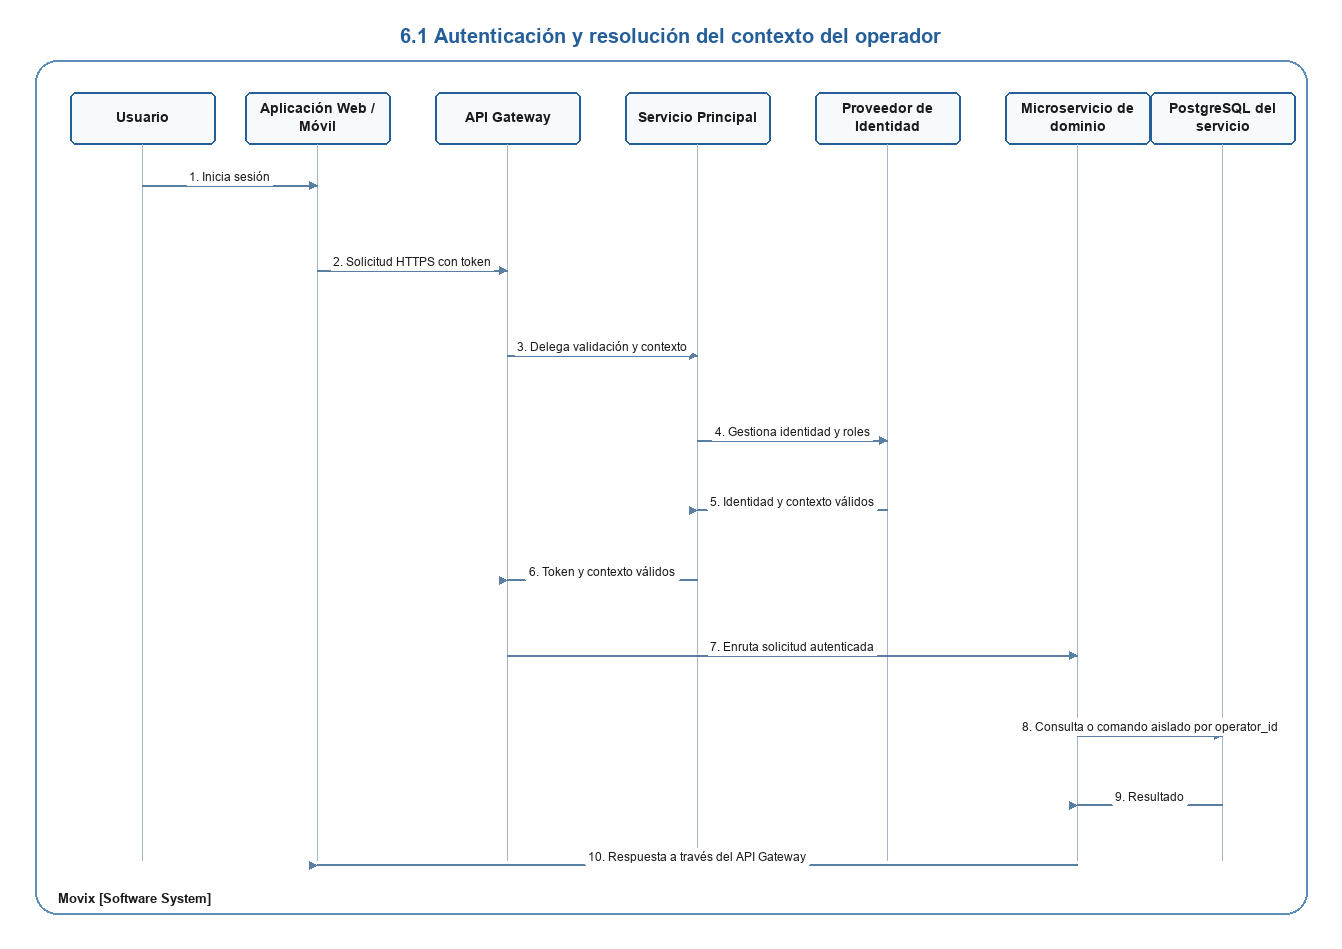 6.1 Autenticación y resolución del contexto del operador
Usuario
Aplicación Web /
Móvil
API Gateway
Servicio Principal
Proveedor de
Identidad
Microservicio de
dominio
PostgreSQL del
servicio
1. Inicia sesión
2. Solicitud HTTPS con token
3. Delega validación y contexto
4. Gestiona identidad y roles
5. Identidad y contexto válidos
6. Token y contexto válidos
7. Enruta solicitud autenticada
8. Consulta o comando aislado por operator_id
9. Resultado
10. Respuesta a través del API Gateway
Movix [Software System]